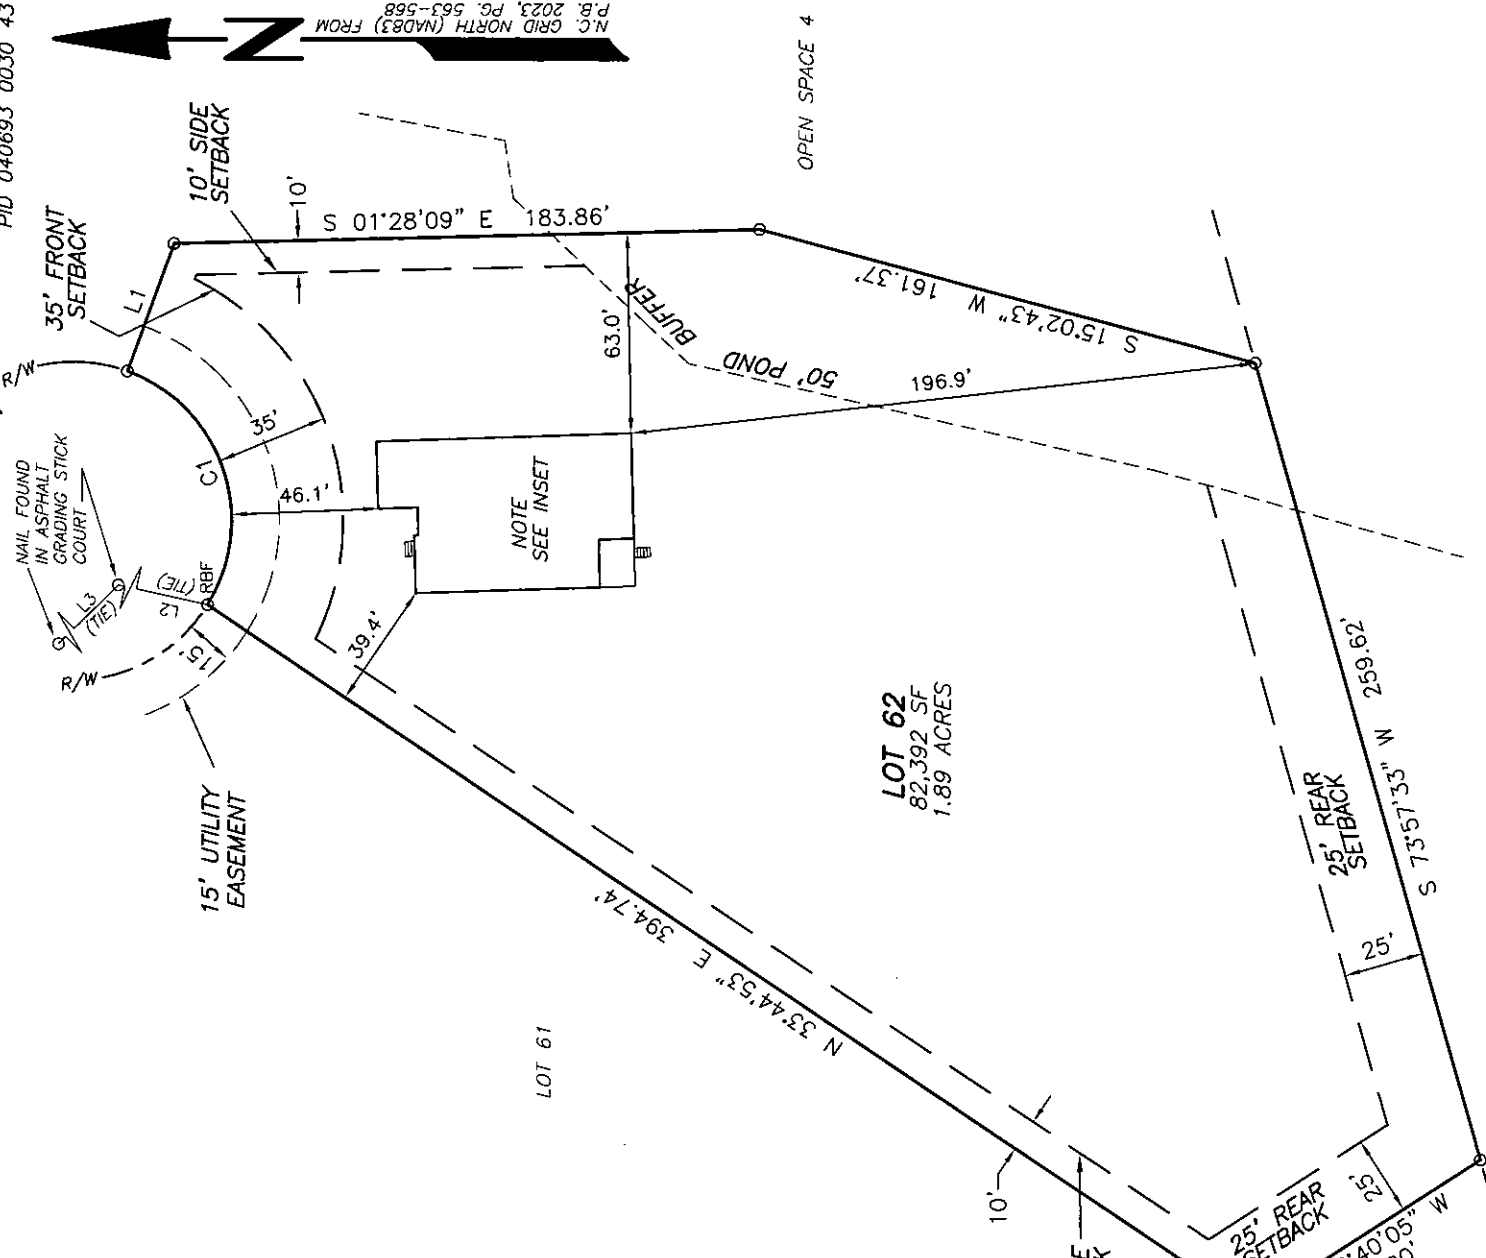 PID 040693 0030 43
N.C. GRID NORTH (NAD83) FROM
P.B. 2023, PG. 563-568
N
OPEN SPACE 4
10' SIDE
SETBACK
35' FRONT
SETBACK
10'
S 01°28'09" E 183.86'
L1
R/W
NAIL FOUND
IN ASPHALT
GRADING STICK
COURT
C1
35'
46.1'
63.0'
50' POND BUFFER
S 15°02'43" W 161.37'
196.9'
NOTE
SEE INSET
RBF
L2
(TIE)
L3
(TIE)
R/W
15'
39.4'
15' UTILITY
EASEMENT
LOT 62
82,392 SF
1.89 ACRES
S 73°57'33" W 259.62'
25' REAR
SETBACK
25'
N 33°44'53" E 394.74'
LOT 61
10'
25' REAR
SETBACK
25'
40'05" W